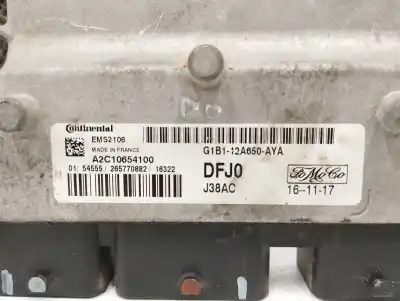 Continental
EMS2106
MADE IN FRANCE
A2C10654100
G1B1-12A650-AYA
01/ 54555 / 265770882 / 16322
DFJ0
J38AC
FoMoCo
16--11-17